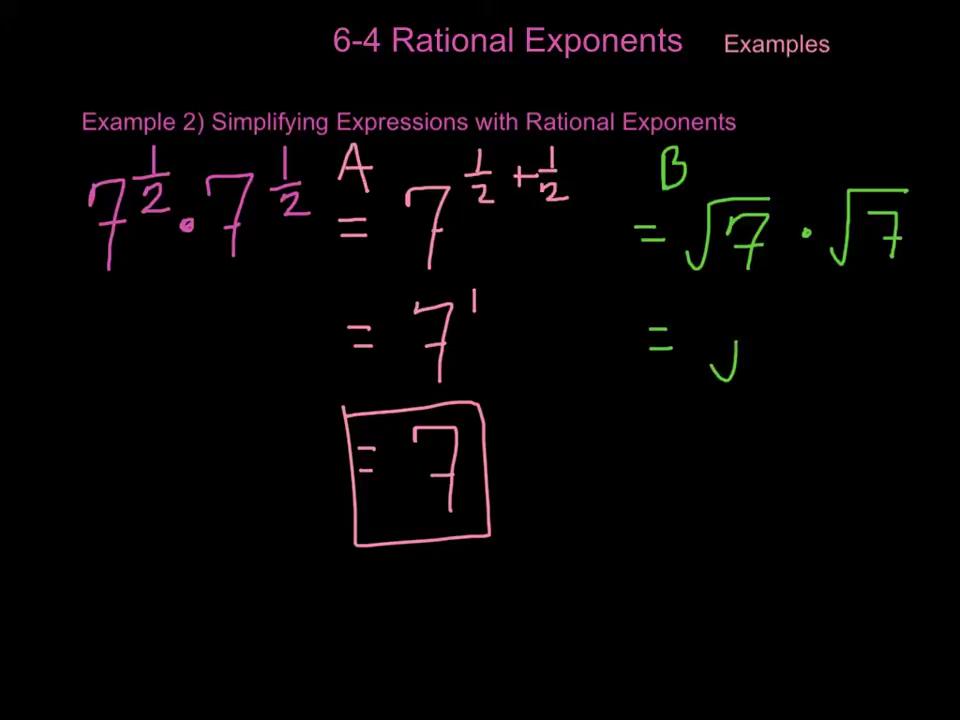 6-4 Rational Exponents Examples
Example 2) Simplifying Expressions with Rational Exponents
A B
7^{1/2} · 7^{1/2} = 7^{1/2 + 1/2} = √7 · √7
= 7^1 = √
= 7